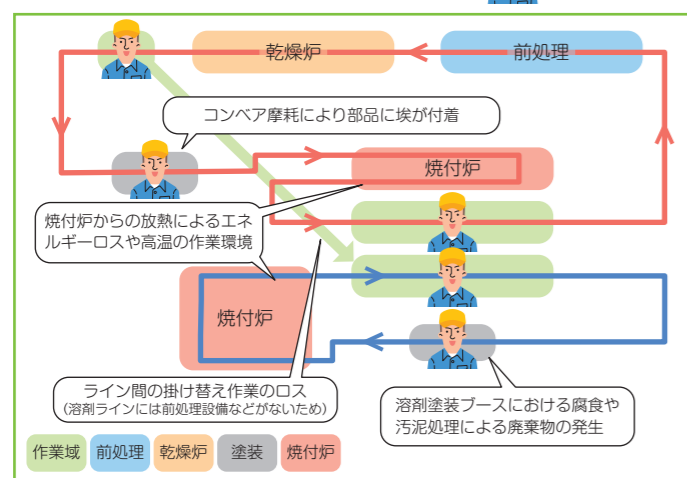 乾燥炉
前処理
コンベア摩耗により部品に埃が付着
焼付炉
焼付炉からの放熱によるエネ
ルギーロスや高温の作業環境
焼付炉
ライン間の掛け替え作業のロス
(溶剤ラインには前処理設備などがないため)
溶剤塗装ブースにおける腐食や
汚泥処理による廃棄物の発生
作業域 前処理 乾燥炉 塗装 焼付炉